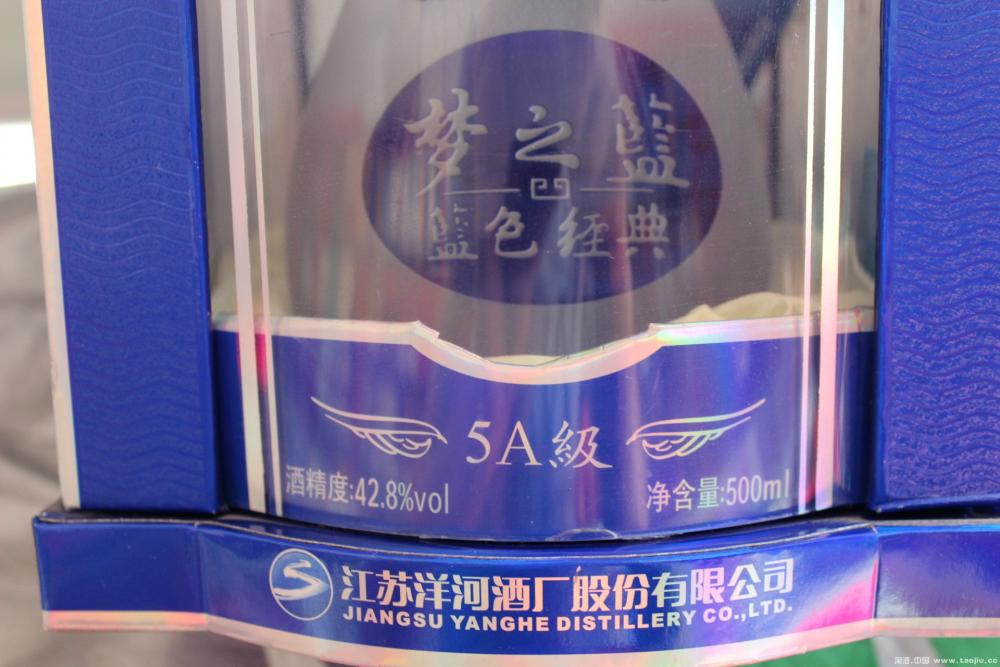 梦之藍
藍色經典
5A級
酒精度:42.8%vol
净含量:500ml
江苏洋河酒厂股份有限公司
JIANGSU YANGHE DISTILLERY CO.,LTD.
淘酒.中国 www.taojiu.cc